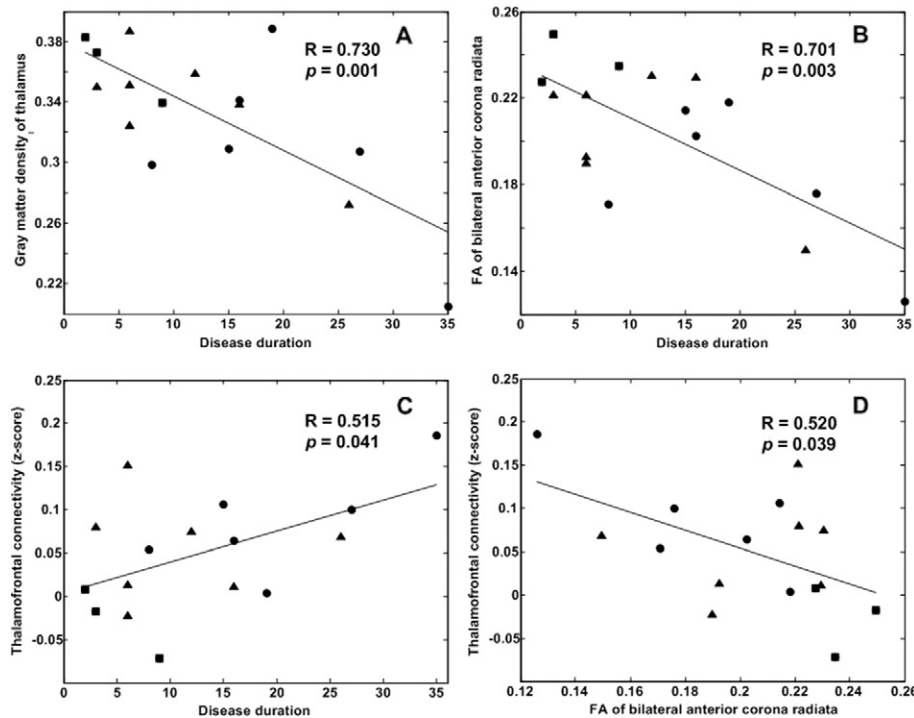 A
R = 0.730
p = 0.001
0.38
0.34
0.3
0.26
0.22
Gray matter density of thalamus
0 5 10 15 20 25 30 35
Disease duration
B
R = 0.701
p = 0.003
0.26
0.22
0.18
0.14
FA of bilateral anterior corona radiata
0 5 10 15 20 25 30 35
Disease duration
C
R = 0.515
p = 0.041
0.25
0.2
0.15
0.1
0.05
0
-0.05
Thalamofrontal connectivity (z-score)
0 5 10 15 20 25 30 35
Disease duration
D
R = 0.520
p = 0.039
0.25
0.2
0.15
0.1
0.05
0
-0.05
Thalamofrontal connectivity (z-score)
0.12 0.14 0.16 0.18 0.2 0.22 0.24 0.26
FA of bilateral anterior corona radiata